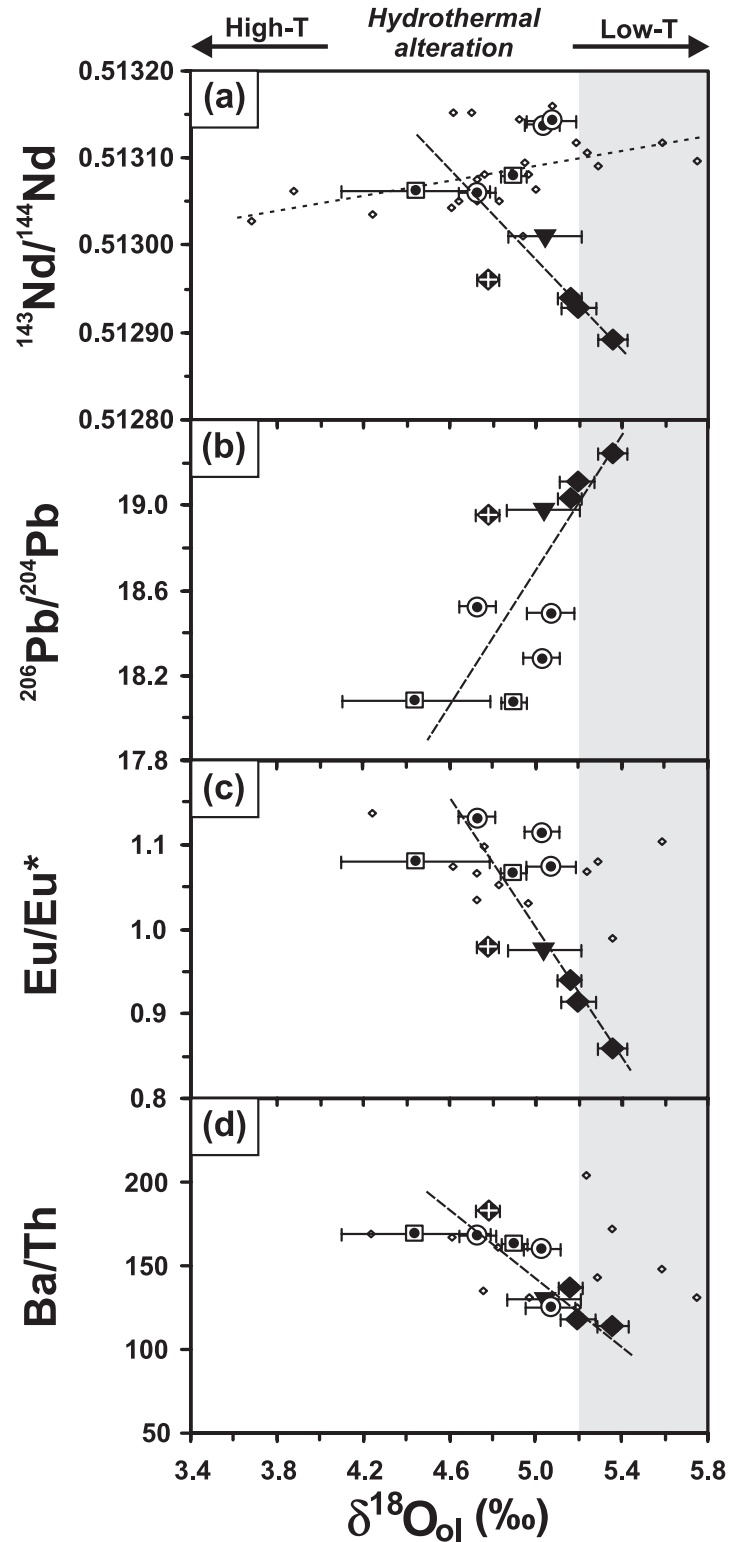 High-T Hydrothermal alteration Low-T
(a)
0.51320
0.51310
0.51300
0.51290
0.51280
¹⁴³Nd/¹⁴⁴Nd
(b)
19.0
18.6
18.2
17.8
²⁰⁶Pb/²⁰⁴Pb
(c)
1.1
1.0
0.9
0.8
Eu/Eu*
(d)
200
150
100
50
Ba/Th
3.4 3.8 4.2 4.6 5.0 5.4 5.8
δ¹⁸Oₒₗ (‰)